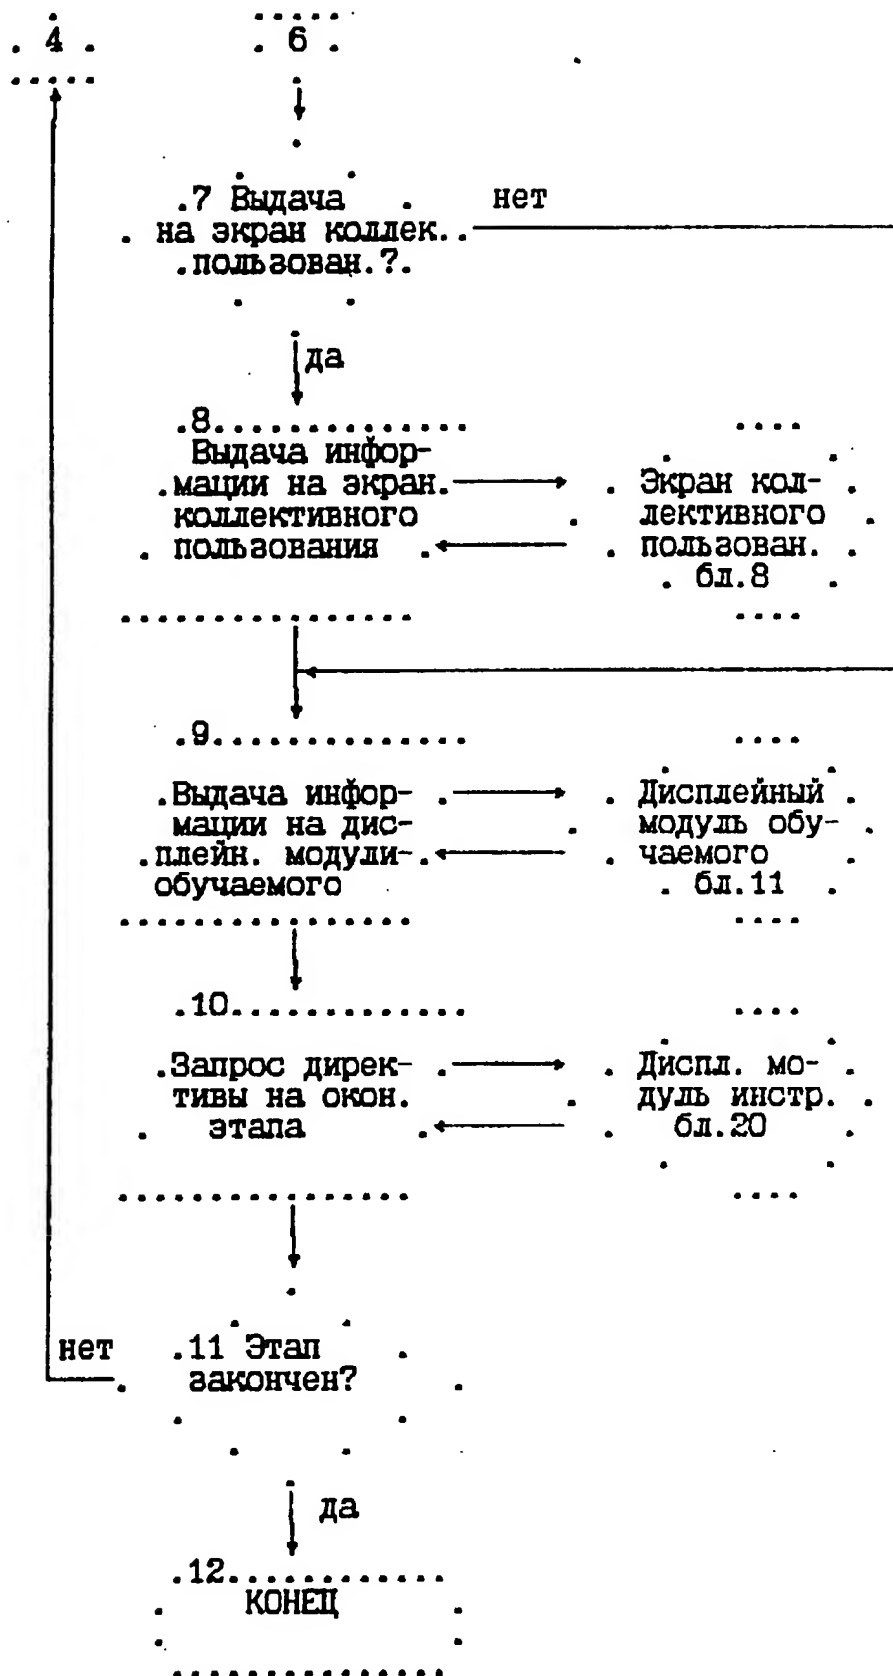 4
6
.7 Выдача
на экран коллек..
.пользован.?.
нет
да
.8..............
Выдача инфор-
.мации на экран.
коллективного
. пользования
Экран кол-
лективного
пользован.
бл.8
.9..............
.Выдача инфор-
мации на дис-
.плейн. модули
обучаемого
Дисплейный
модуль обу-
чаемого
бл.11
.10.............
.Запрос дирек-
тивы на окон.
этапа
Диспл. мо-
дуль инстр.
бл.20
нет
.11 Этап
закончен?
да
.12............
КОНЕЦ